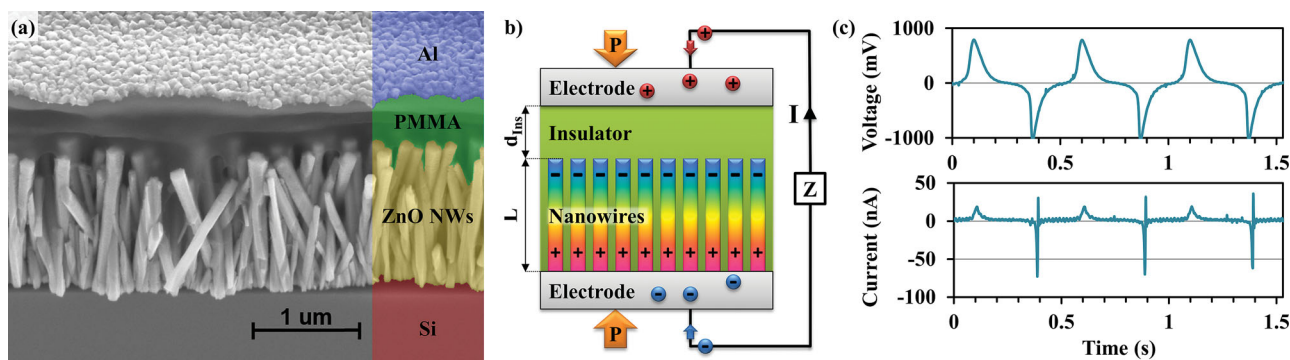 (a)
Al
PMMA
ZnO NWs
Si
1 um
b)
P
Electrode
+ + +
+
d_Ins
Insulator
I
L
- - - - - - - - -
Nanowires
Z
+ + + + + + + + +
Electrode
- - -
P
-
(c)
Voltage (mV)
1000
0
-1000
0 0.5 1 1.5
Current (nA)
50
0
-50
-100
0 0.5 1 1.5
Time (s)